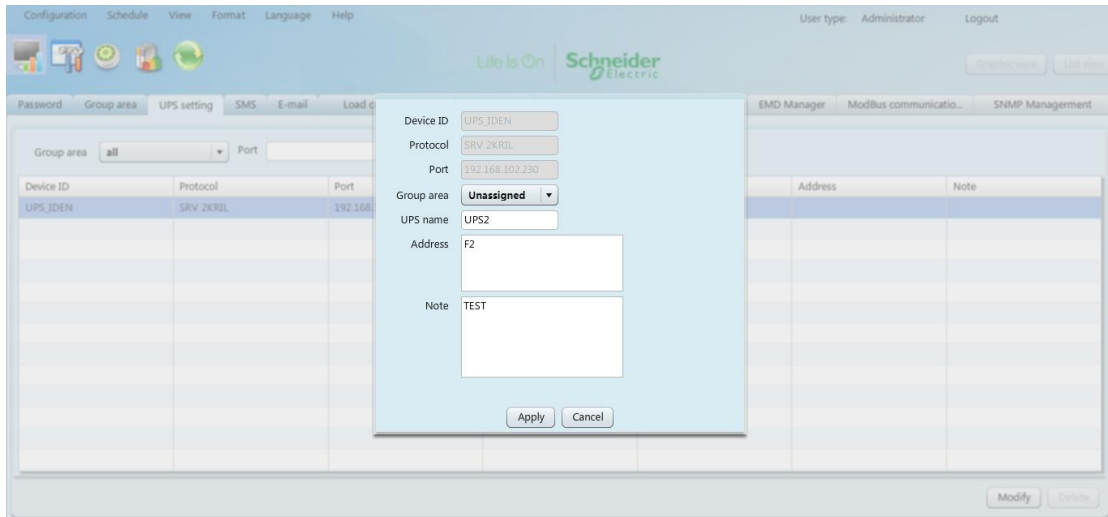 Configuration Schedule View Format Language Help User type: Administrator Logout
Life Is On Schneider Electric Graphic view List view
Password Group area UPS setting SMS E-mail Load EMD Manager ModBus communicatio... SNMP Managerment
Group area all Port
Device ID Protocol Port Address Note
UPS_IDEN SRV 2KRIL 192.168.
Device ID UPS_IDEN
Protocol SRV 2KRIL
Port 192.168.102.230
Group area Unassigned
UPS name UPS2
Address F2
Note TEST
Apply Cancel
Modify Delete